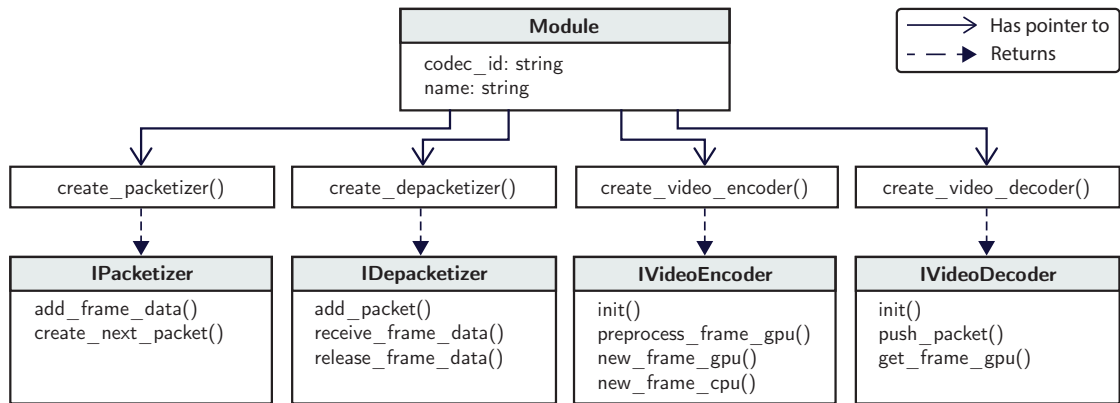 Module
codec_id: string
name: string
Has pointer to
Returns
create_packetizer()
create_depacketizer()
create_video_encoder()
create_video_decoder()
IPacketizer
add_frame_data()
create_next_packet()
IDepacketizer
add_packet()
receive_frame_data()
release_frame_data()
IVideoEncoder
init()
preprocess_frame_gpu()
new_frame_gpu()
new_frame_cpu()
IVideoDecoder
init()
push_packet()
get_frame_gpu()